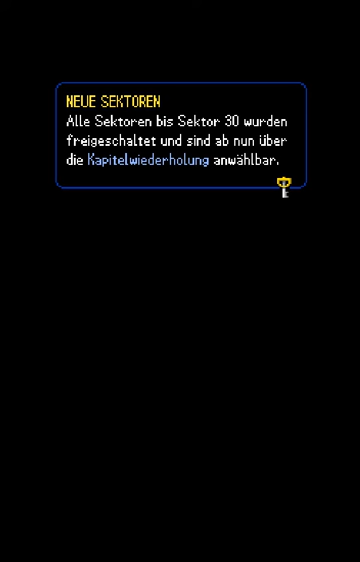 NEUE SEKTOREN
Alle Sektoren bis Sektor 30 wurden
freigeschaltet und sind ab nun über
die Kapitelwiederholung anwählbar.